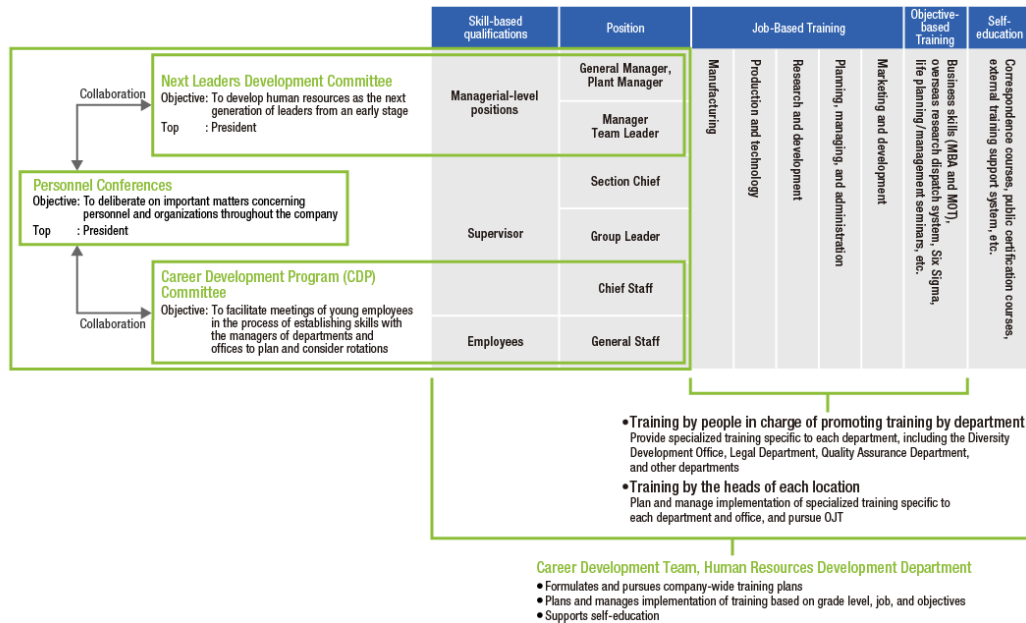 Skill-based
qualifications
Position
Job-Based Training
Objective-
based
Training
Self-
education
Next Leaders Development Committee
Objective: To develop human resources as the next
generation of leaders from an early stage
Top : President
Collaboration
Personnel Conferences
Objective: To deliberate on important matters concerning
personnel and organizations throughout the company
Top : President
Career Development Program (CDP)
Committee
Objective: To facilitate meetings of young employees
in the process of establishing skills with
the managers of departments and
offices to plan and consider rotations
Collaboration
Managerial-level
positions
Supervisor
Employees
General Manager,
Plant Manager
Manager
Team Leader
Section Chief
Group Leader
Chief Staff
General Staff
Manufacturing
Production and technology
Research and development
Planning, managing, and administration
Marketing and development
Business skills (MBA and MOT),
overseas research dispatch system, Six Sigma,
life planning/management seminars, etc.
Correspondence courses, public certification courses,
external training support system, etc.
•Training by people in charge of promoting training by department
Provide specialized training specific to each department, including the Diversity
Development Office, Legal Department, Quality Assurance Department,
and other departments
•Training by the heads of each location
Plan and manage implementation of specialized training specific to
each department and office, and pursue OJT
Career Development Team, Human Resources Development Department
• Formulates and pursues company-wide training plans
• Plans and manages implementation of training based on grade level, job, and objectives
• Supports self-education